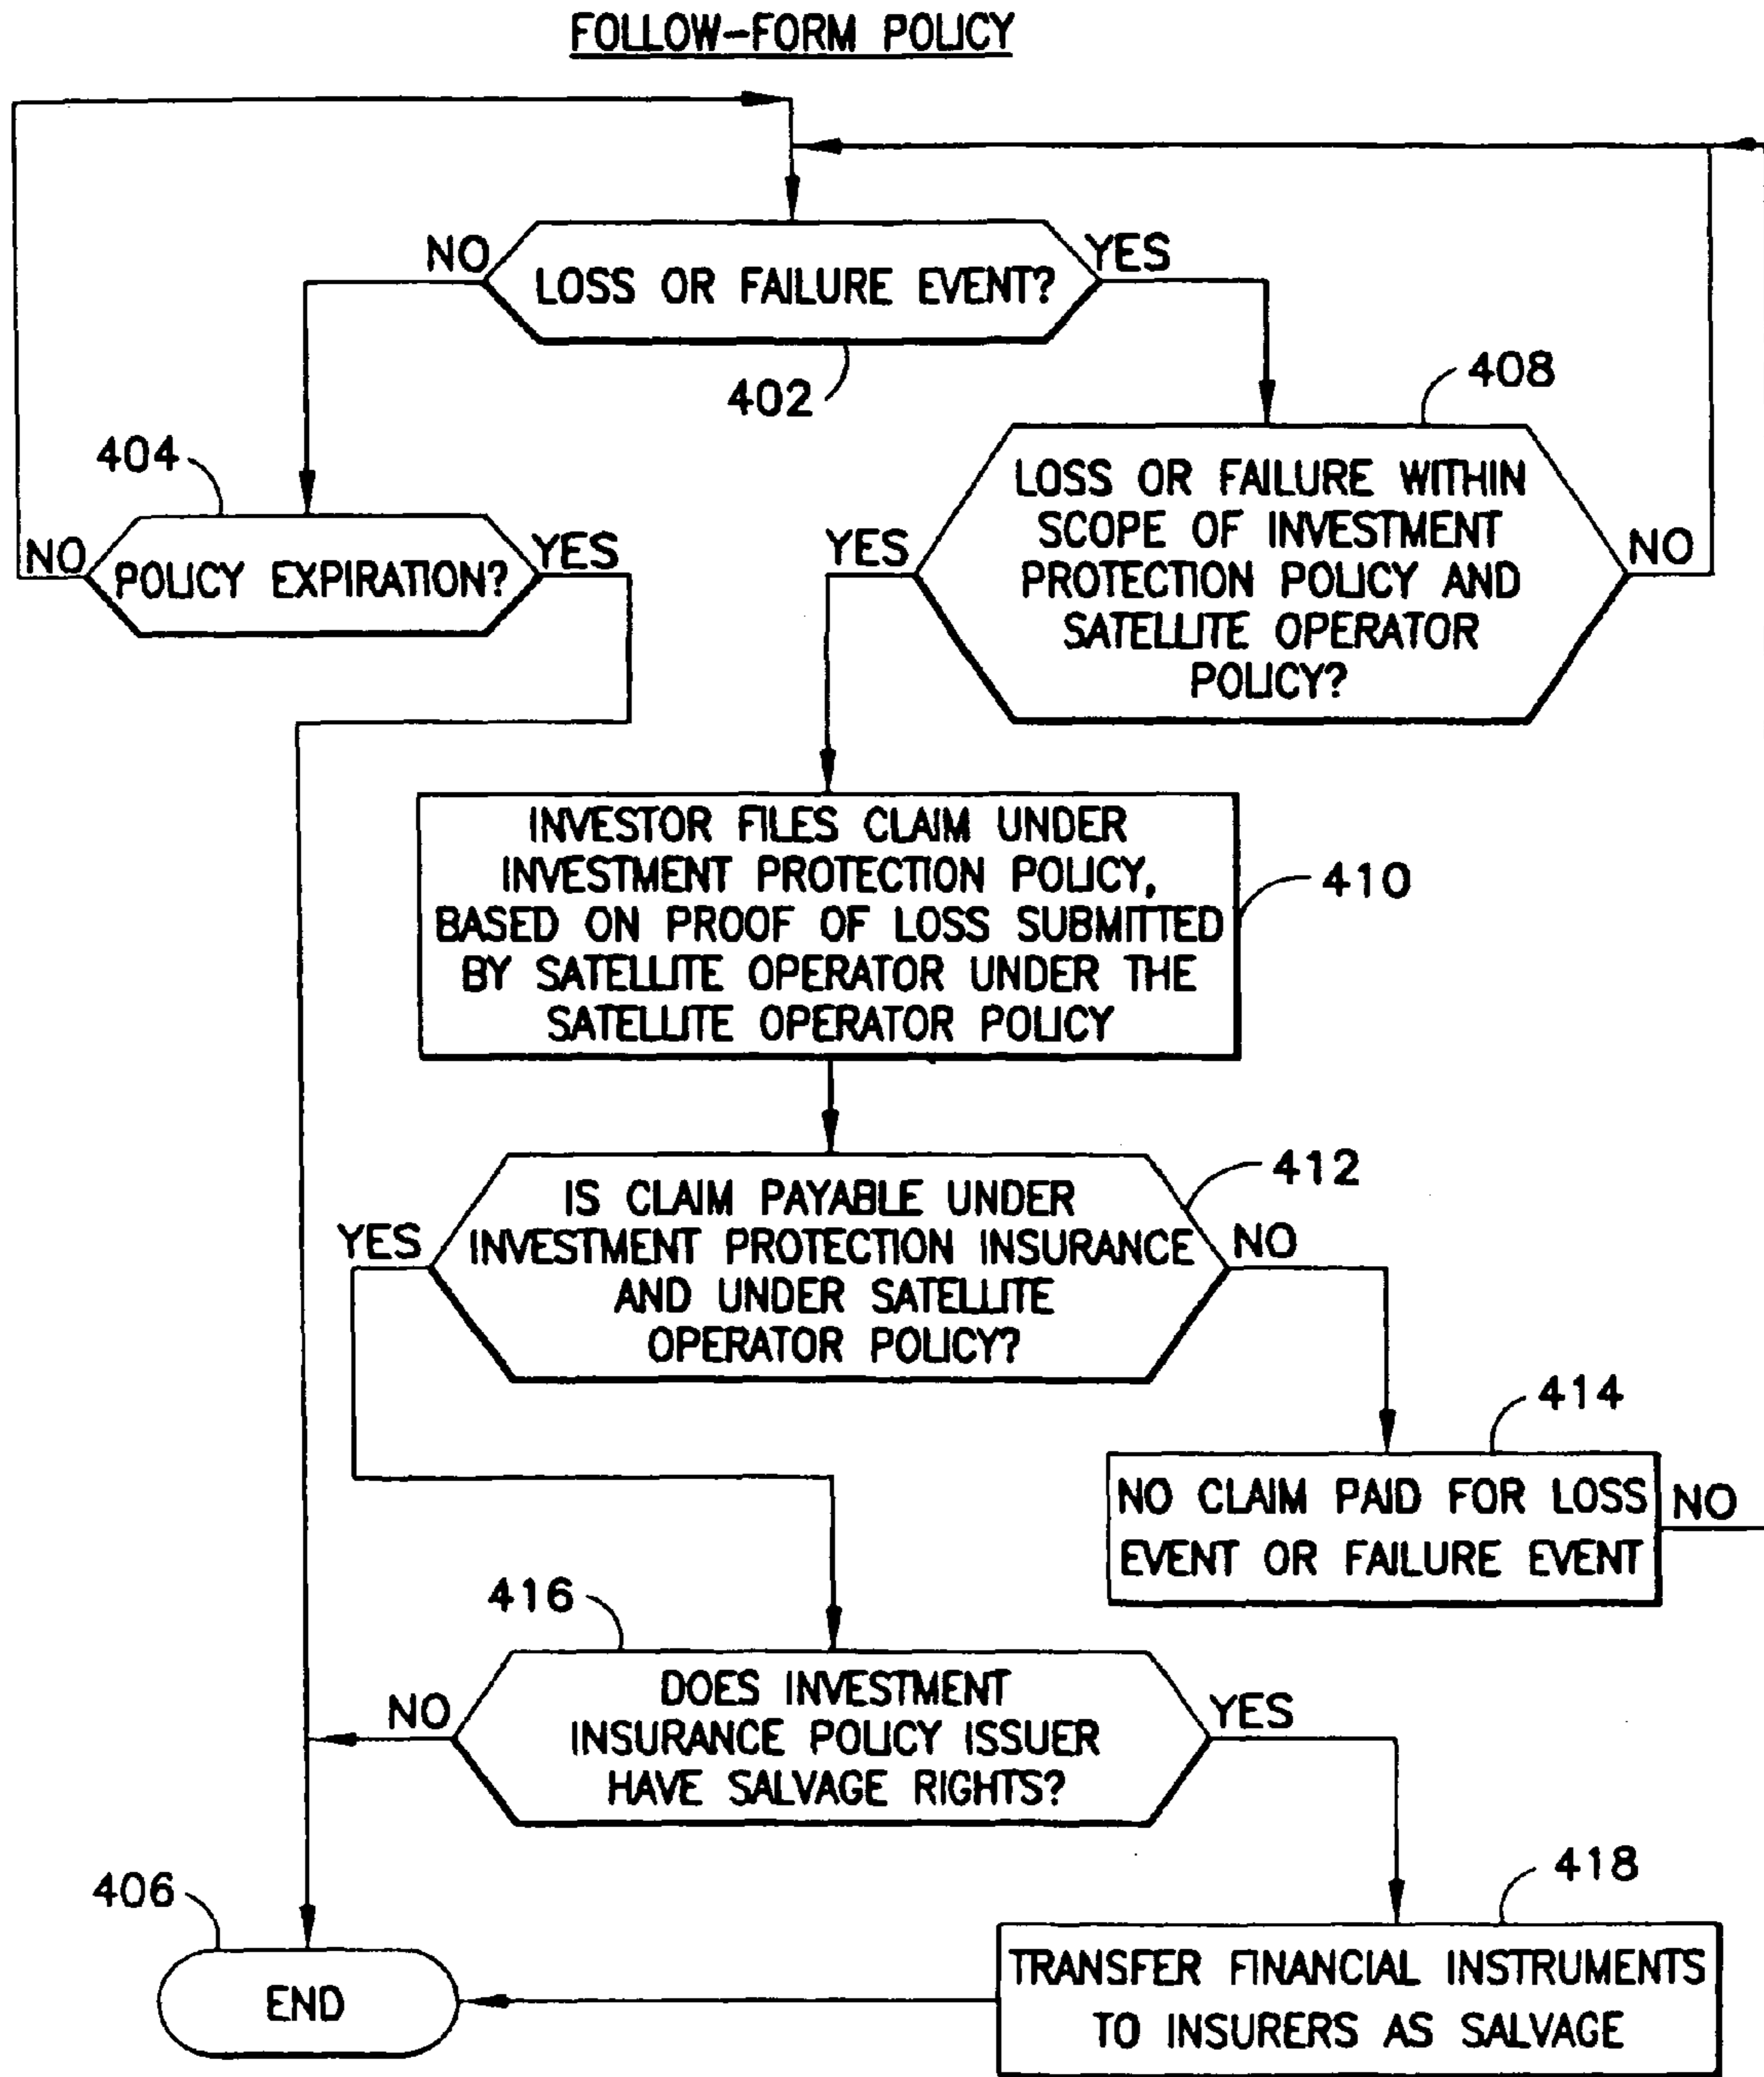 FOLLOW-FORM POLICY
NO
YES
LOSS OR FAILURE EVENT?
402
408
404
LOSS OR FAILURE WITHIN
SCOPE OF INVESTMENT
PROTECTION POLICY AND
SATELLITE OPERATOR
POLICY?
YES
NO
NO
POLICY EXPIRATION?
YES
INVESTOR FILES CLAIM UNDER
INVESTMENT PROTECTION POLICY,
BASED ON PROOF OF LOSS SUBMITTED
BY SATELLITE OPERATOR UNDER THE
SATELLITE OPERATOR POLICY
410
412
IS CLAIM PAYABLE UNDER
INVESTMENT PROTECTION INSURANCE
AND UNDER SATELLITE
OPERATOR POLICY?
YES
NO
414
NO CLAIM PAID FOR LOSS
EVENT OR FAILURE EVENT
NO
416
DOES INVESTMENT
INSURANCE POLICY ISSUER
HAVE SALVAGE RIGHTS?
NO
YES
406
END
418
TRANSFER FINANCIAL INSTRUMENTS
TO INSURERS AS SALVAGE